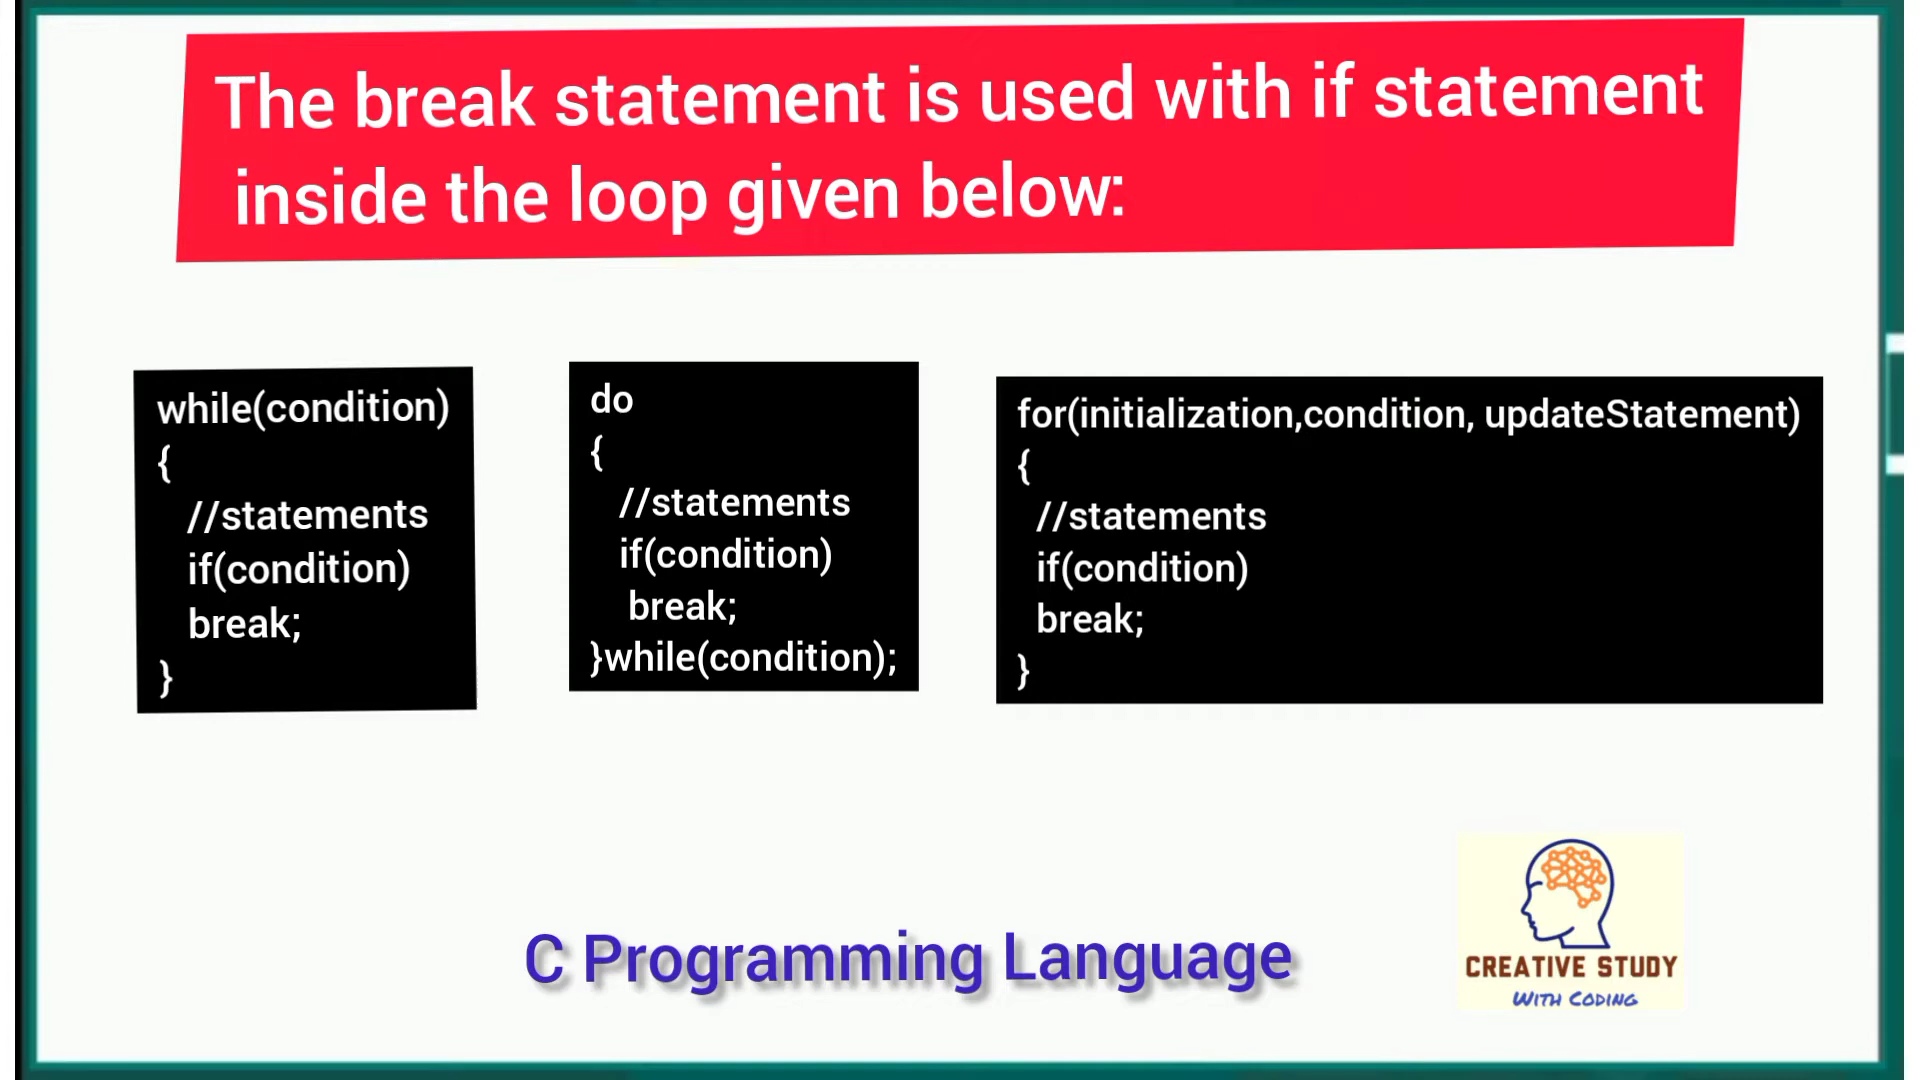 The break statement is used with if statement
inside the loop given below:
while(condition)
{
//statements
if(condition)
break;
}
do
{
//statements
if(condition)
break;
}while(condition);
for(initialization,condition, updateStatement)
{
//statements
if(condition)
break;
}
C Programming Language
CREATIVE STUDY
WITH CODING